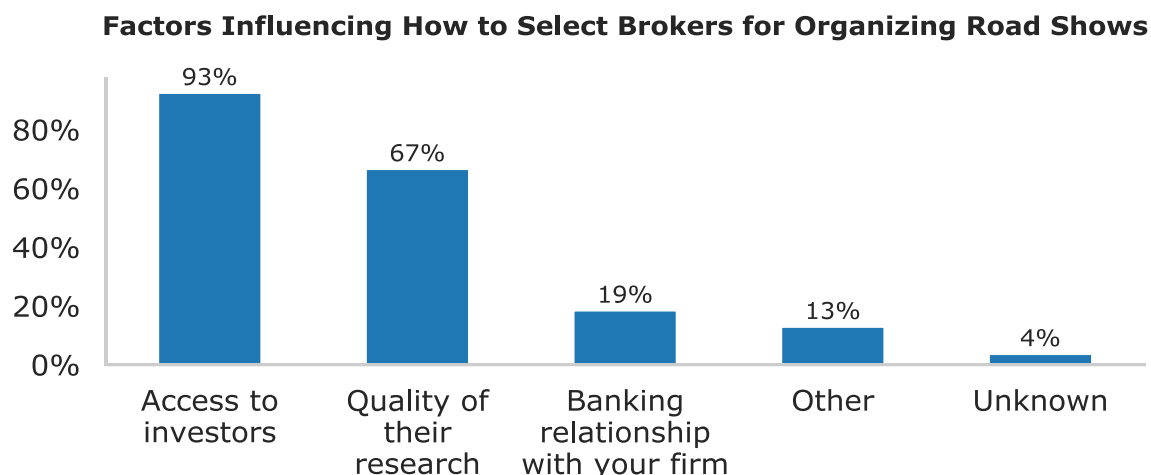 Factors Influencing How to Select Brokers for Organizing Road Shows
93%
80%
67%
60%
40%
19%
20%
13%
4%
0%
Access to
investors
Quality of
their
research
Banking
relationship
with your firm
Other
Unknown